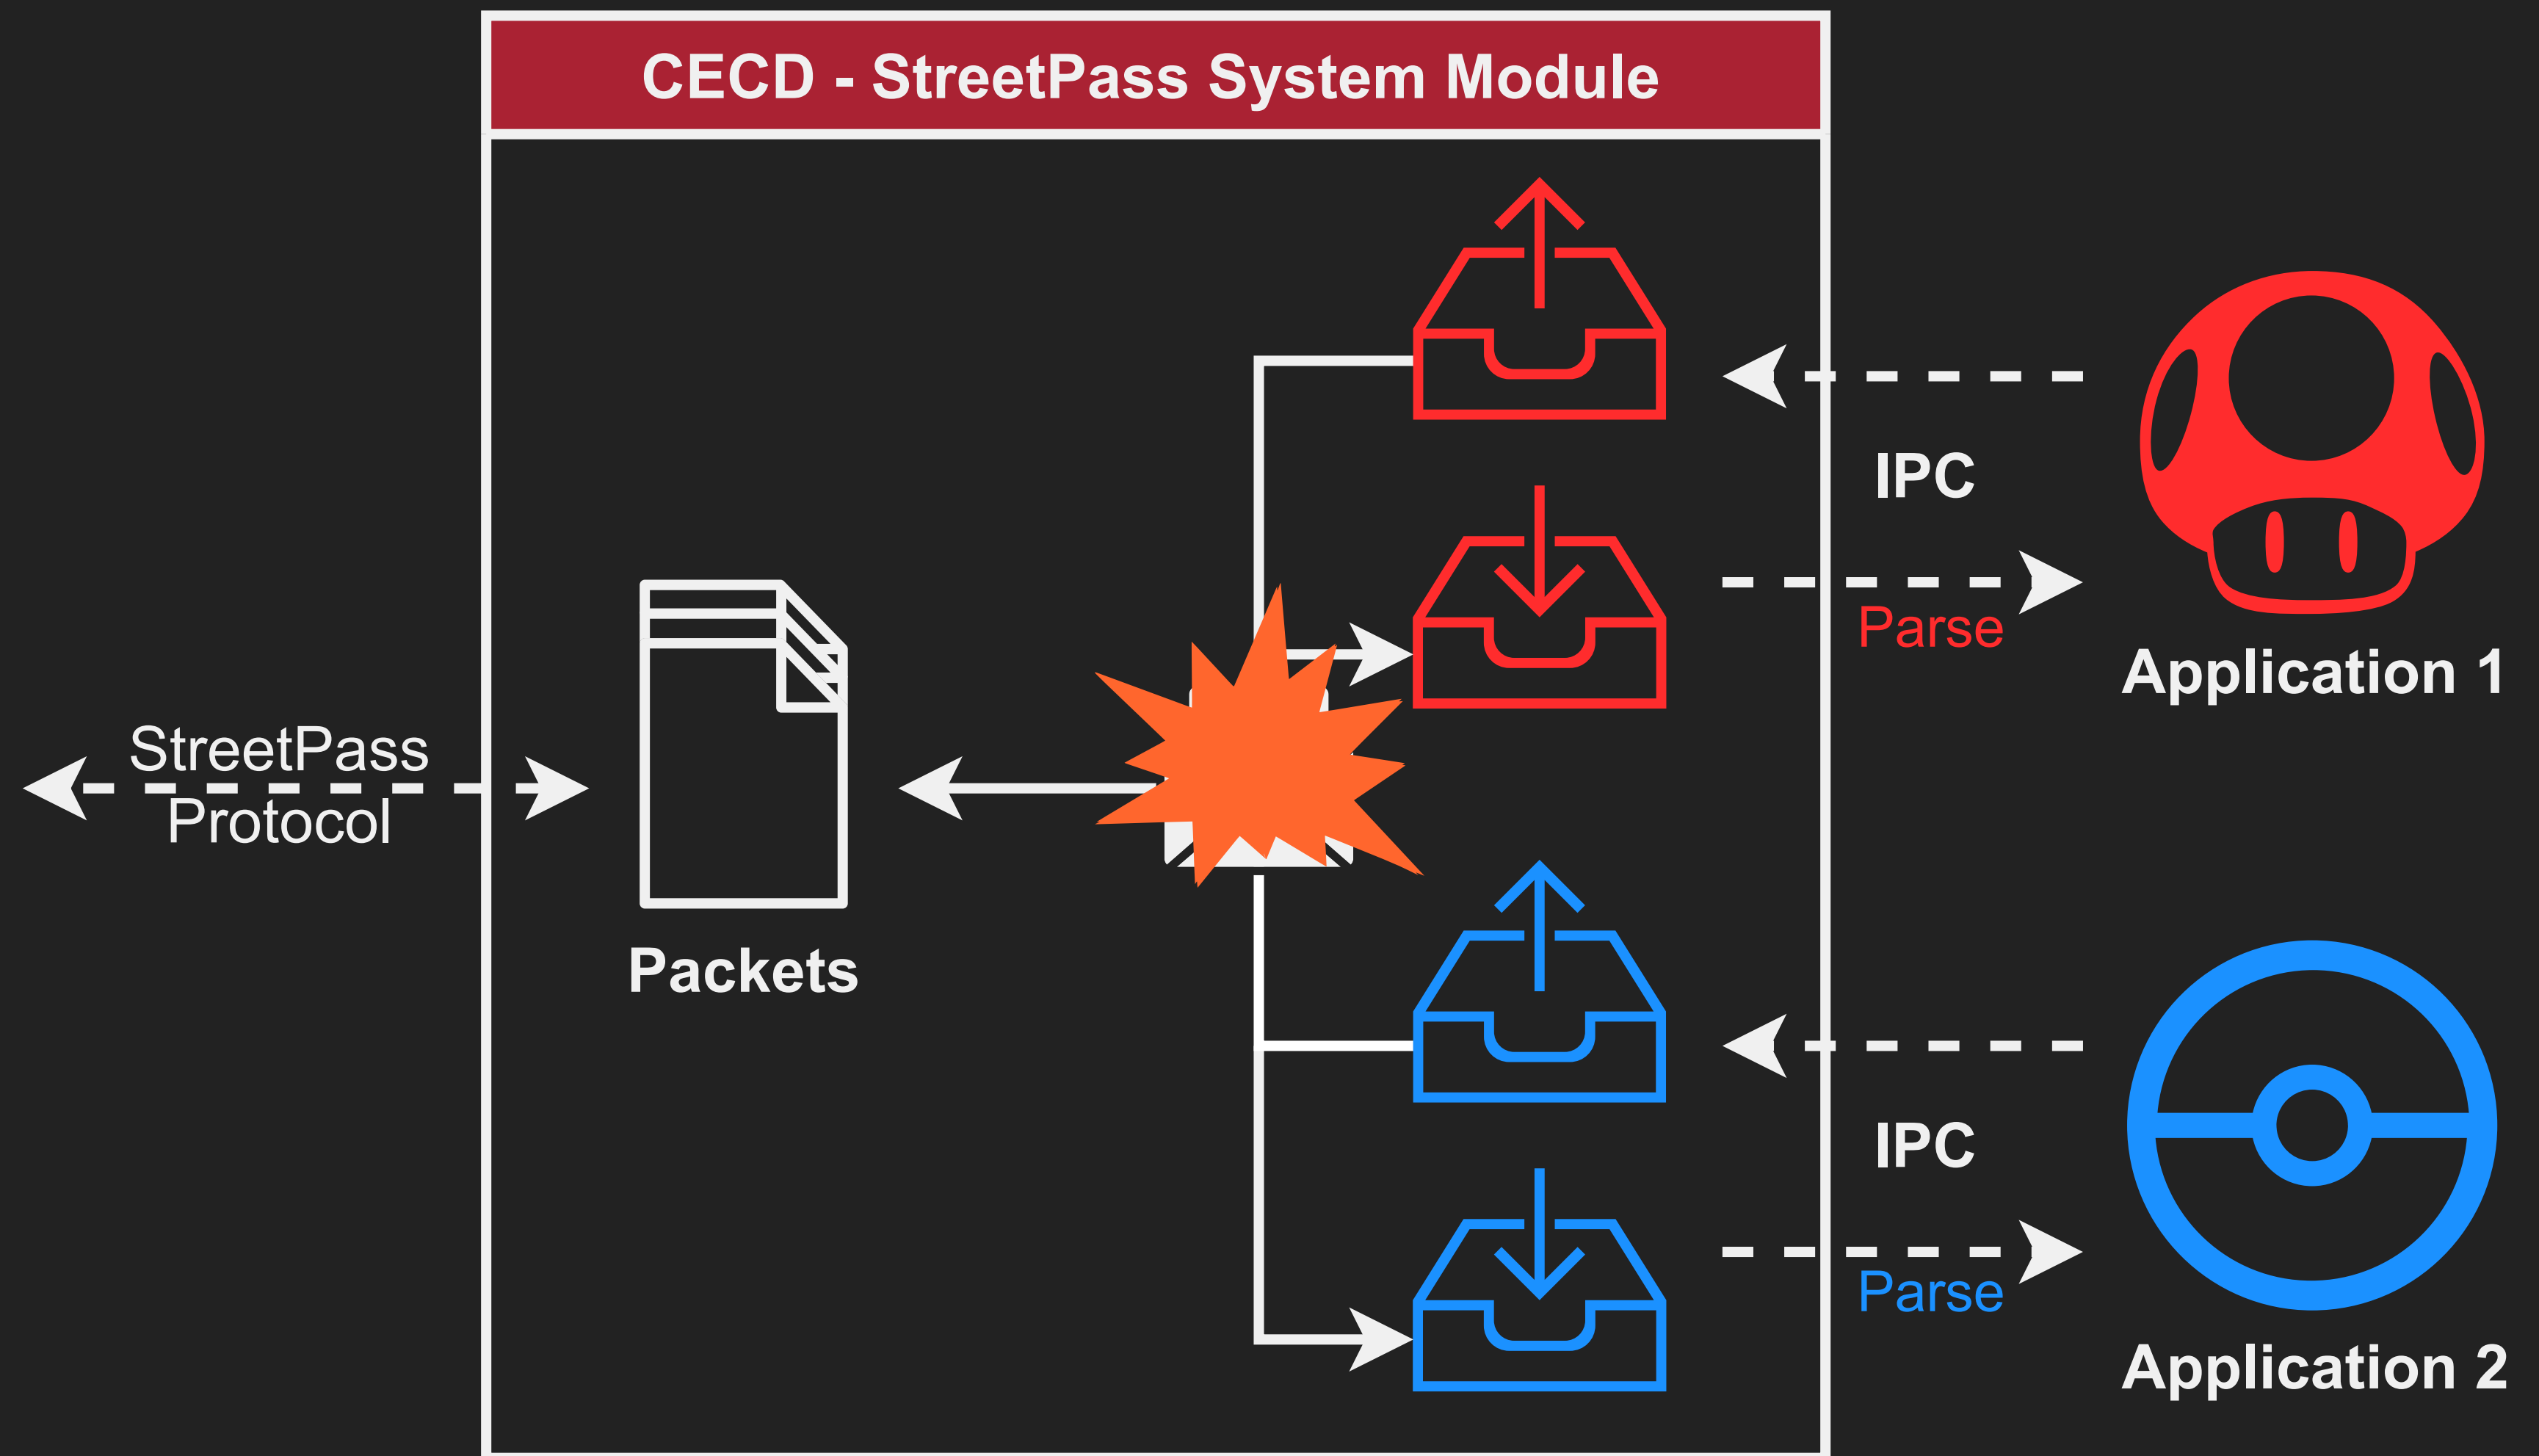 CECD - StreetPass System Module
StreetPass
Protocol
Packets
IPC
Parse
Application 1
IPC
Parse
Application 2